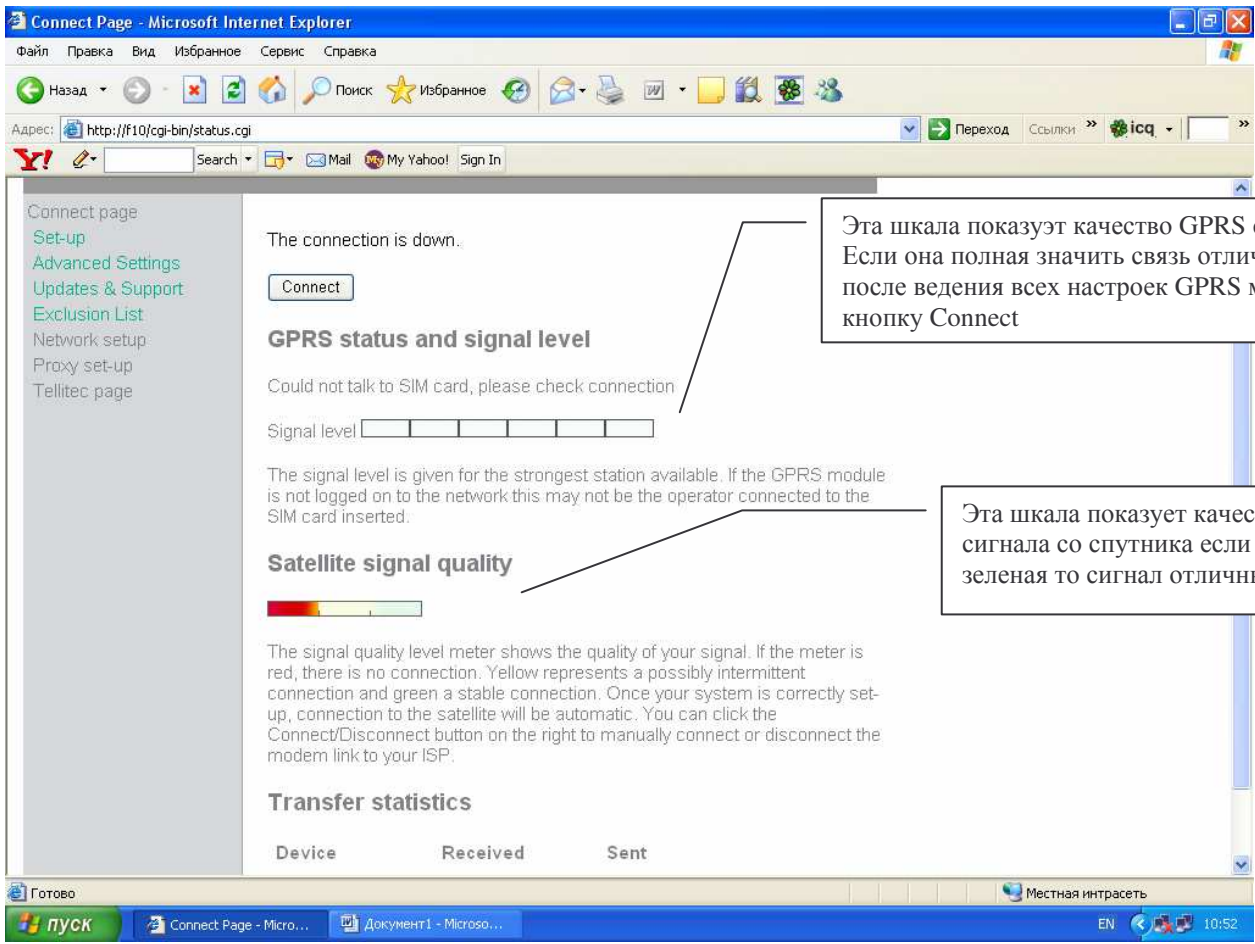 Connect Page - Microsoft Internet Explorer
Файл Правка Вид Избранное Сервис Справка
Назад Поиск Избранное
Адрес: http://f10/cgi-bin/status.cgi Переход Ссылки » icq »
Y! Search Mail My Yahoo! Sign In
Connect page
Set-up
Advanced Settings
Updates & Support
Exclusion List
Network setup
Proxy set-up
Tellitec page
The connection is down.
Connect
GPRS status and signal level
Could not talk to SIM card, please check connection
Signal level
The signal level is given for the strongest station available. If the GPRS module
is not logged on to the network this may not be the operator connected to the
SIM card inserted.
Satellite signal quality
The signal quality level meter shows the quality of your signal. If the meter is
red, there is no connection. Yellow represents a possibly intermittent
connection and green a stable connection. Once your system is correctly set-
up, connection to the satellite will be automatic. You can click the
Connect/Disconnect button on the right to manually connect or disconnect the
modem link to your ISP.
Transfer statistics
Device Received Sent
Эта шкала показуэт качество GPRS
Если она полная значить связь отлич
после ведения всех настроек GPRS
кнопку Connect
Эта шкала показует качес
сигнала со спутника если
зеленая то сигнал отличн
Готово Местная интрасеть
пуск Connect Page - Micro... Документ1 - Microso... EN 10:52